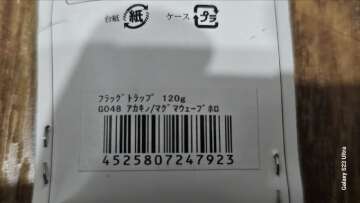 台紙 紙 ケース プラ
フラッグトラップ 120g
G048 アカキン/マグマウェーブホロ
4525807247923
Galaxy S23 Ultra